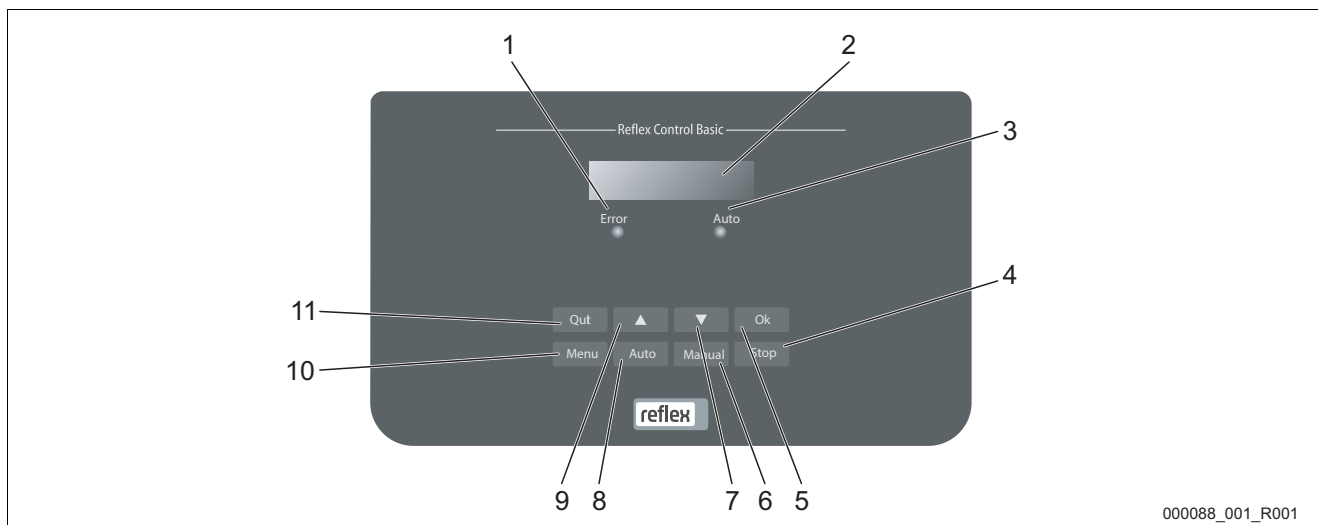 1 2
Reflex Control Basic
3
Error Auto
4
11 Qut ▲ ▼ Ok
10 Menu Auto Manual Stop
reflex
9 8 7 6 5
000088_001_R001